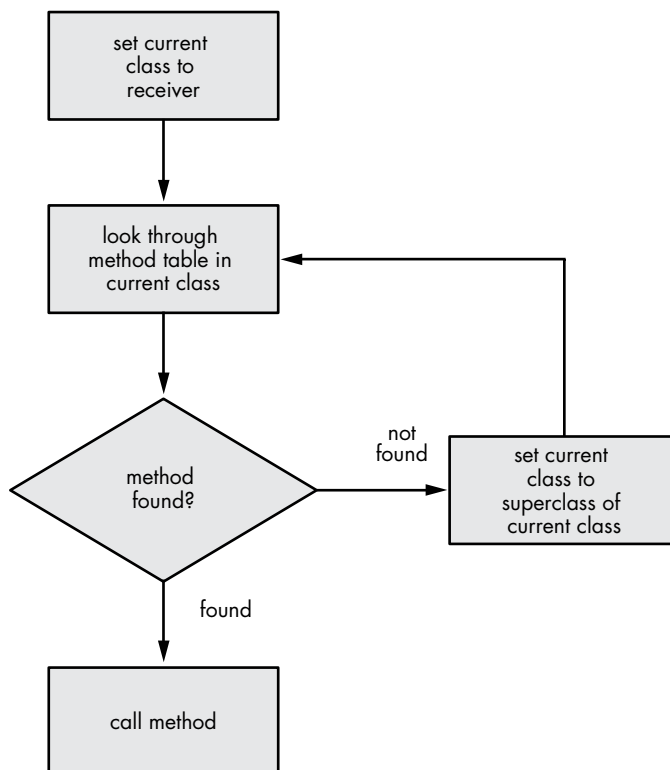 set current
class to
receiver
look through
method table in
current class
method
found?
not
found
set current
class to
superclass of
current class
found
call method